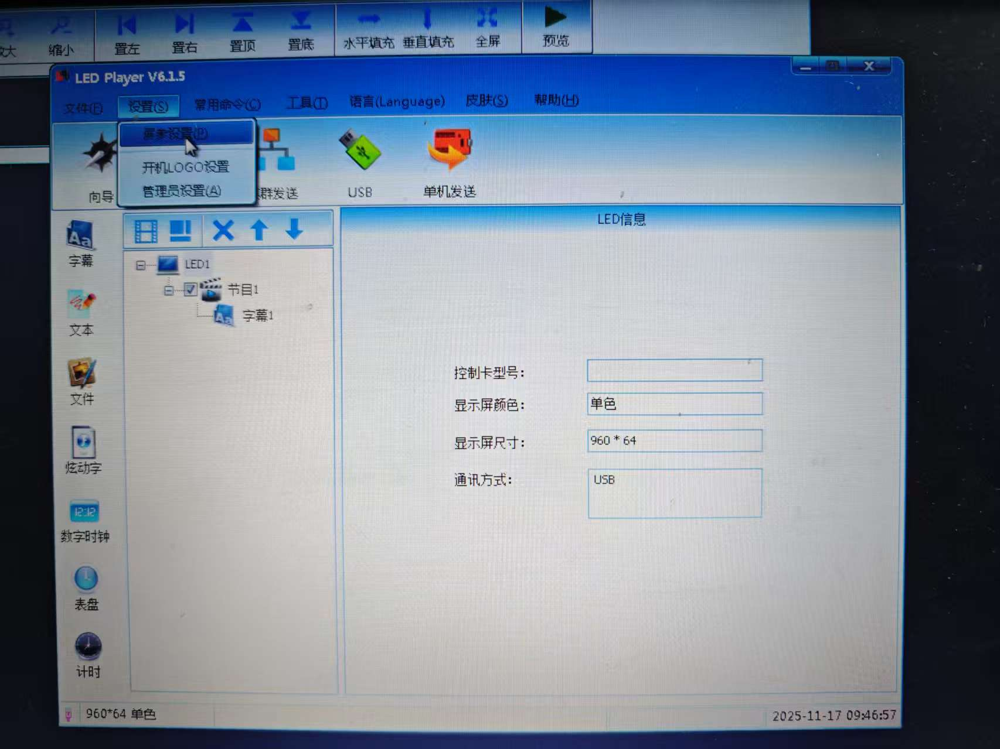 缩小
置左
置右
置顶
置底
水平填充
垂直填充
全屏
预览
LED Player V6.1.5
文件(F)
设置(S)
常用命令(C)
工具(T)
语言(Language)
皮肤(S)
帮助(H)
屏参设置(P)
开机LOGO设置
管理员设置(A)
向导
群发送
USB
单机发送
LED信息
字幕
文本
文件
炫动字
数字时钟
表盘
计时
LED1
节目1
字幕1
控制卡型号：
显示屏颜色：
单色
显示屏尺寸：
960 * 64
通讯方式：
USB
960*64 单色
2025-11-17 09:46:57